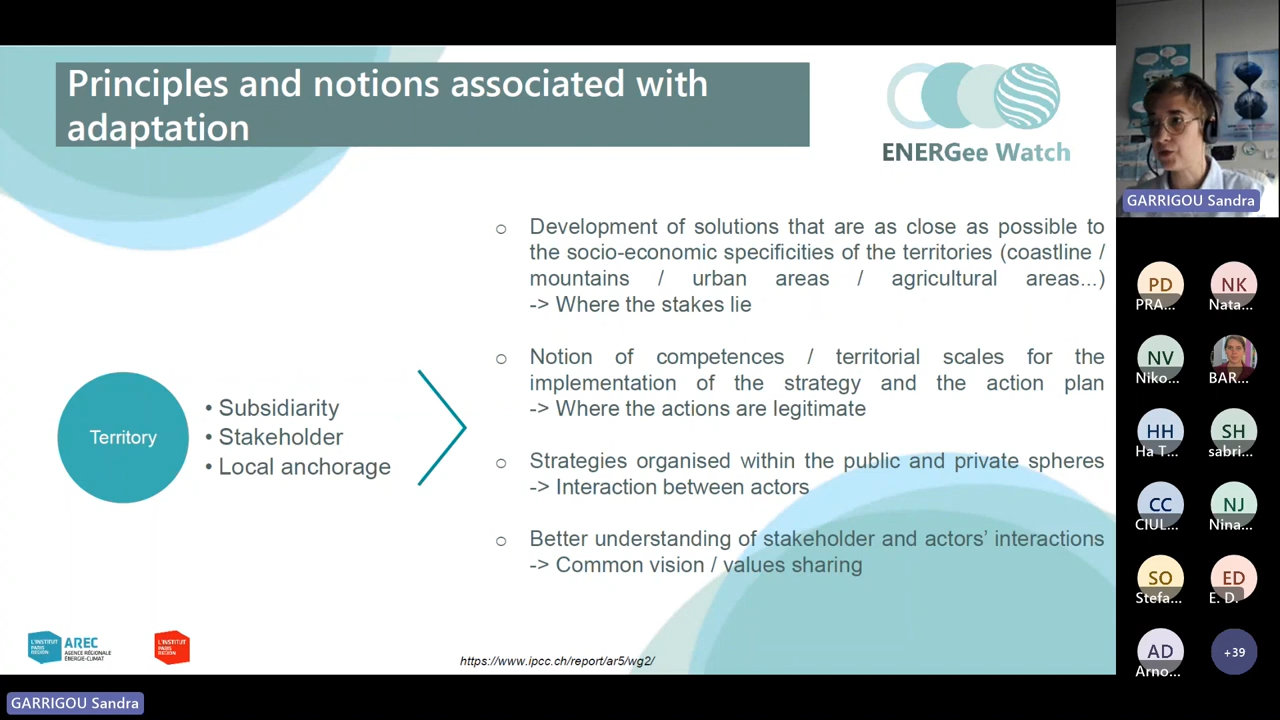 Principles and notions associated with
adaptation
ENERGee Watch
o Development of solutions that are as close as possible to
the socio-economic specificities of the territories (coastline /
mountains / urban areas / agricultural areas...)
-> Where the stakes lie
o Notion of competences / territorial scales for the
implementation of the strategy and the action plan
-> Where the actions are legitimate
Territory
• Subsidiarity
• Stakeholder
• Local anchorage
o Strategies organised within the public and private spheres
-> Interaction between actors
o Better understanding of stakeholder and actors' interactions
-> Common vision / values sharing
L'INSTITUT
PARIS
REGION
AREC
AGENCE RÉGIONALE
ÉNERGIE-CLIMAT
L'INSTITUT
PARIS
REGION
https://www.ipcc.ch/report/ar5/wg2/
GARRIGOU Sandra
GARRIGOU Sandra
PD
PRA...
NK
Nata...
NV
Niko...
BAR...
HH
Ha T...
SH
sabri...
CC
CIUL...
NJ
Nina...
SO
Stefa...
ED
E. D.
AD
Arno...
+39